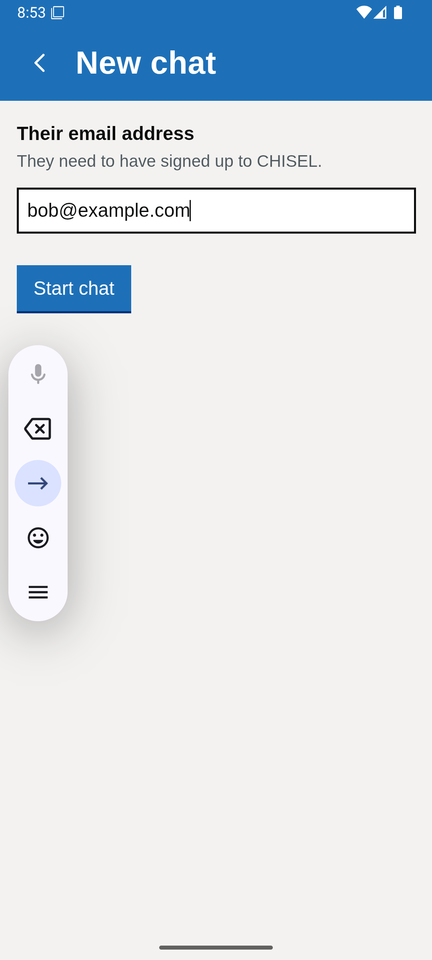 8:53
New chat
Their email address
They need to have signed up to CHISEL.
bob@example.com
Start chat